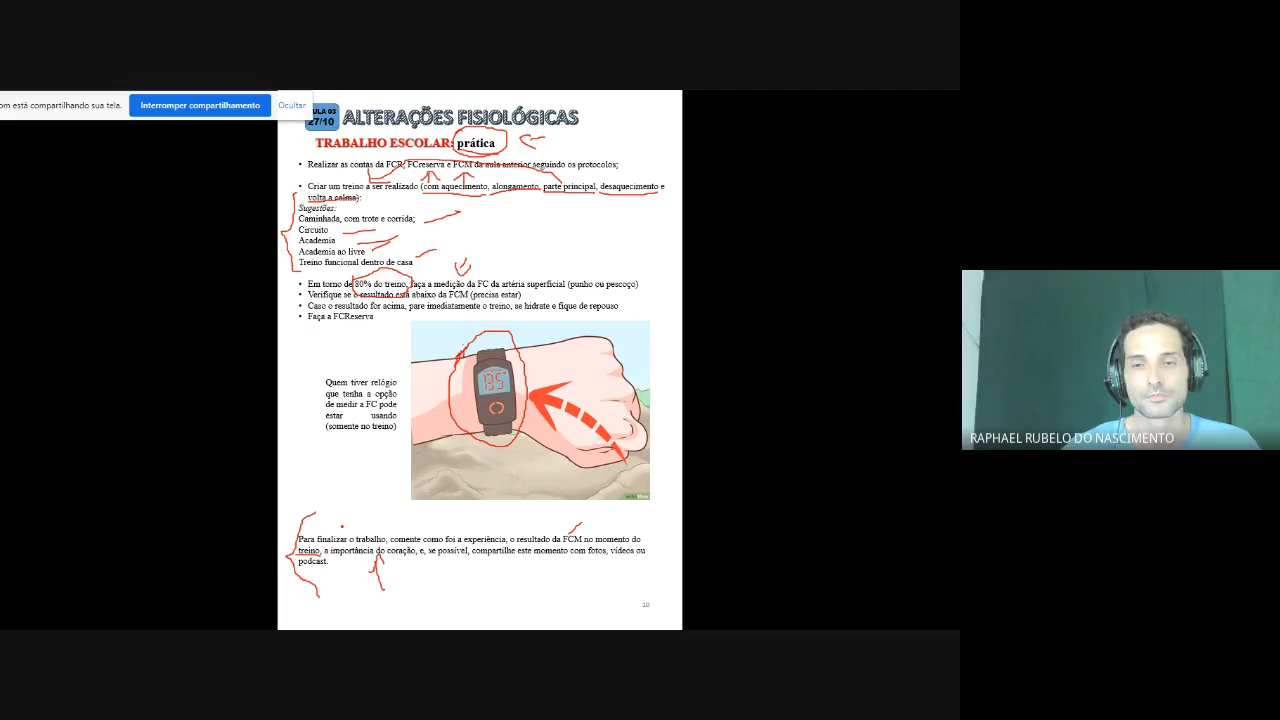 om está compartilhando sua tela.
Interromper compartilhamento
Ocultar
ULA 03
27/10
ALTERAÇÕES FISIOLÓGICAS
TRABALHO ESCOLAR: prática
• Realizar as contas da FCR, FCreserva e FCM da aula anterior seguindo os protocolos;
• Criar um treino a ser realizado (com aquecimento, alongamento, parte principal, desaquecimento e
volta a calma):
Sugestões:
Caminhada, com trote e corrida;
Circuito
Academia
Academia ao livre
Treino funcional dentro de casa
• Em torno de 80% do treino, faça a medição da FC da artéria superficial (punho ou pescoço)
• Verifique se o resultado está abaixo da FCM (precisa estar)
• Caso o resultado for acima, pare imediatamente o treino, se hidrate e fique de repouso
• Faça a FCReserva
Quem tiver relógio
que tenha a opção
de medir a FC pode
estar usando
(somente no treino)
135
Para finalizar o trabalho, comente como foi a experiência, o resultado da FCM no momento do
treino, a importância do coração, e, se possível, compartilhe este momento com fotos, vídeos ou
podcast.
10
RAPHAEL RUBELO DO NASCIMENTO